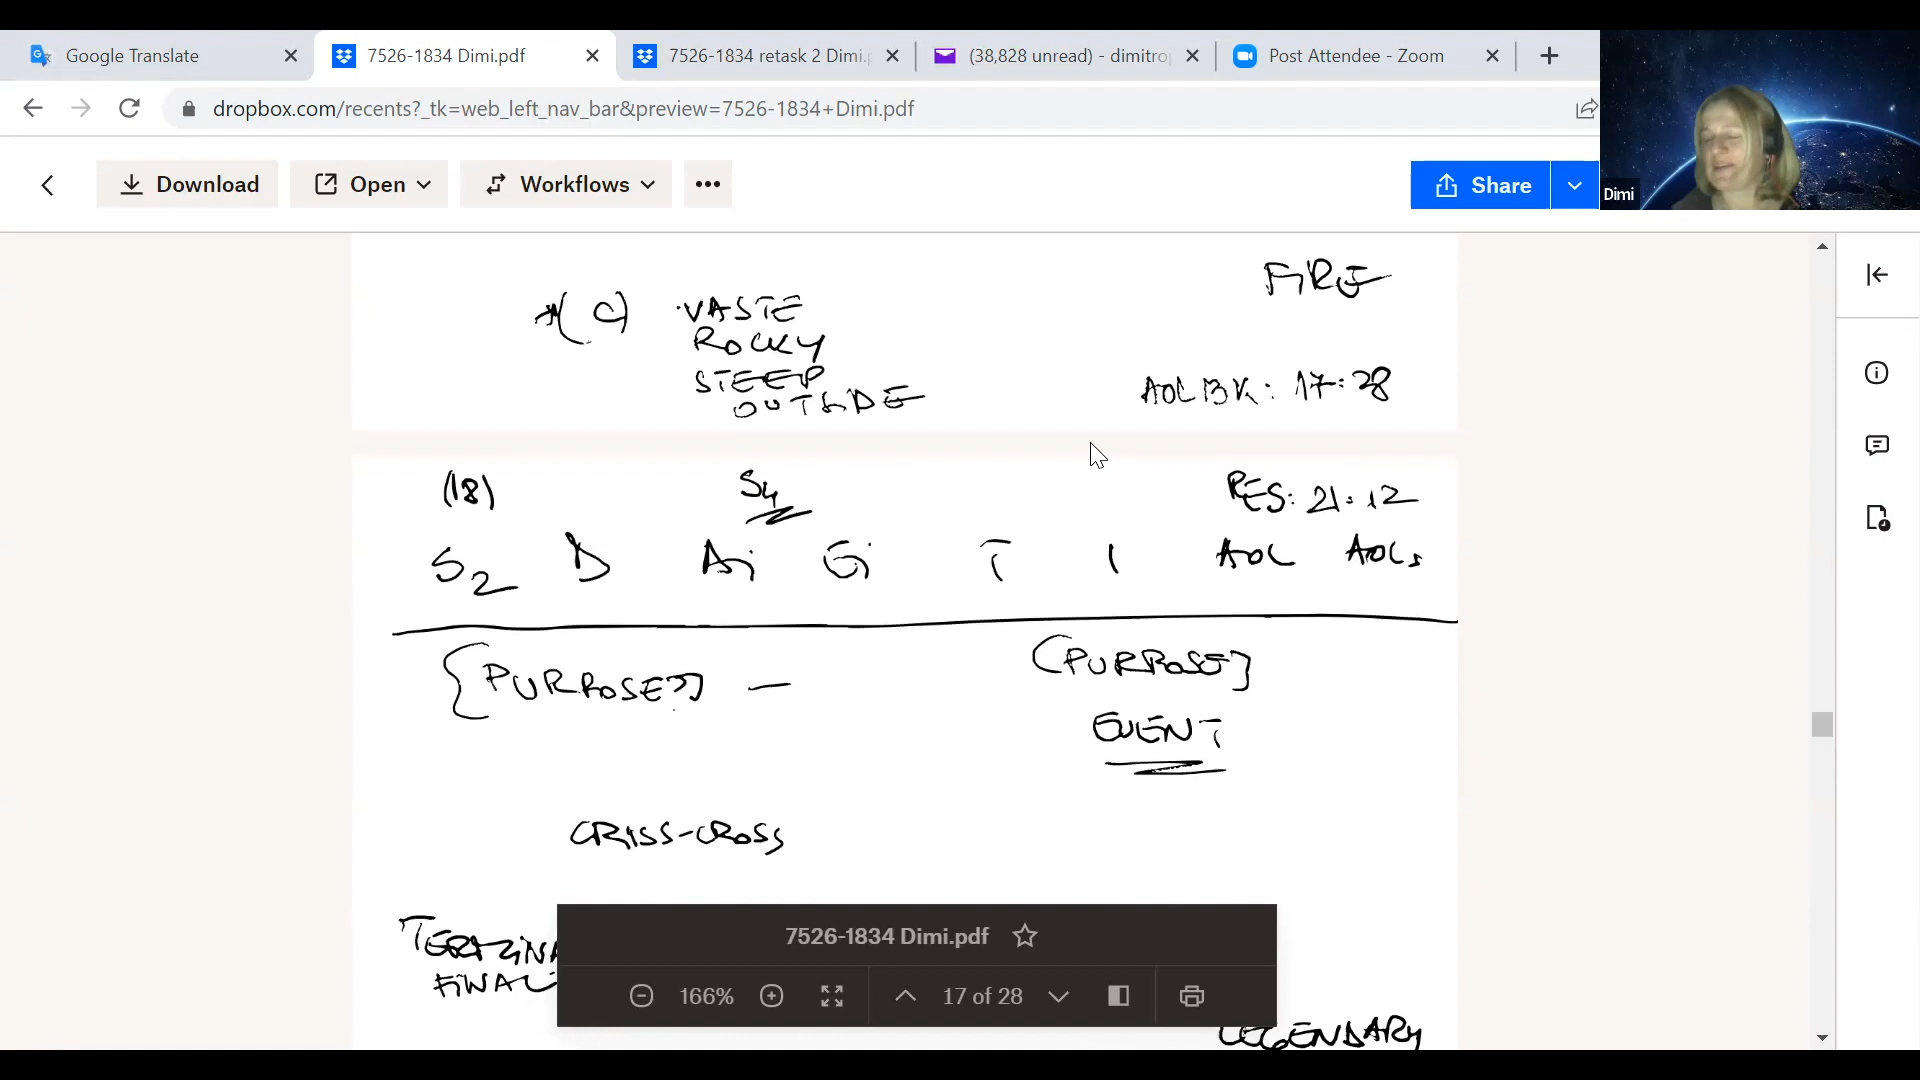 Google Translate
7526-1834 Dimi.pdf
7526-1834 retask 2 Dimi.p
(38,828 unread) - dimitrop
Post Attendee - Zoom
dropbox.com/recents?_tk=web_left_nav_bar&preview=7526-1834+Dimi.pdf
Download
Open
Workflows
Share
Dimi
FIRE
(C) VASTE
ROCKY
STEEP
OUTSIDE
AOL BK: 17:28
(18)
S4
RES: 21:12
S2 D Ai Ei T I AOL AOLs
{PURPOSE}] — (PURPOSE]
EVENT
CRISS-CROSS
TERMINA
FINAL
7526-1834 Dimi.pdf
166%
17 of 28
LEGENDARY